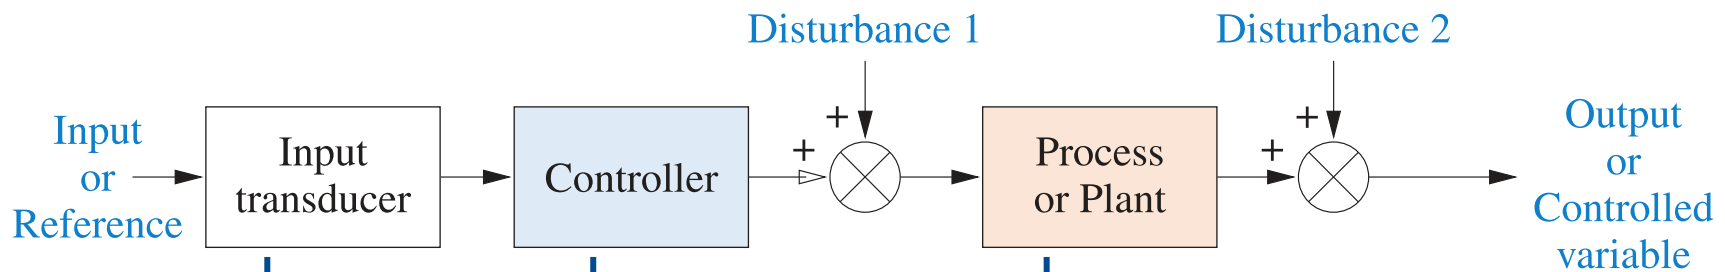 Disturbance 1
Disturbance 2
Input
or
Reference
Input
transducer
Controller
+
+
Process
or Plant
+
+
Output
or
Controlled
variable